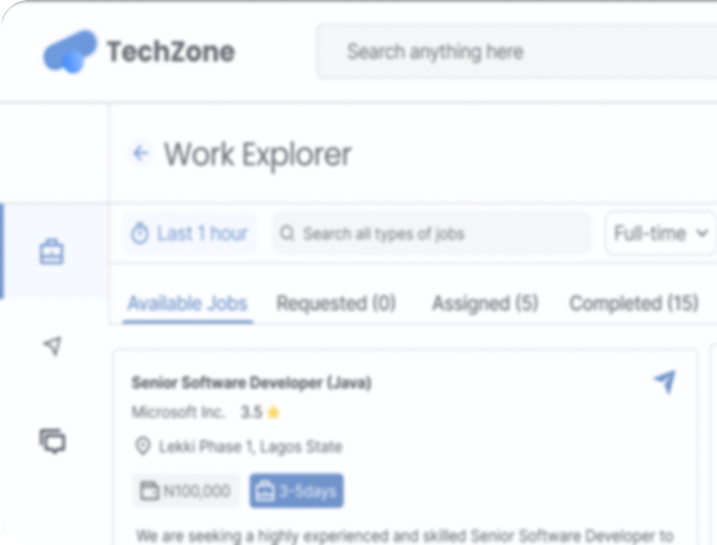 TechZone
Search anything here
Work Explorer
Last 1 hour
Search all types of jobs
Full-time
Available Jobs
Requested (0)
Assigned (5)
Completed (15)
Senior Software Developer (Java)
Microsoft Inc. 3.5
Lekki Phase 1, Lagos State
N100,000
3-5days
We are seeking a highly experienced and skilled Senior Software Developer to